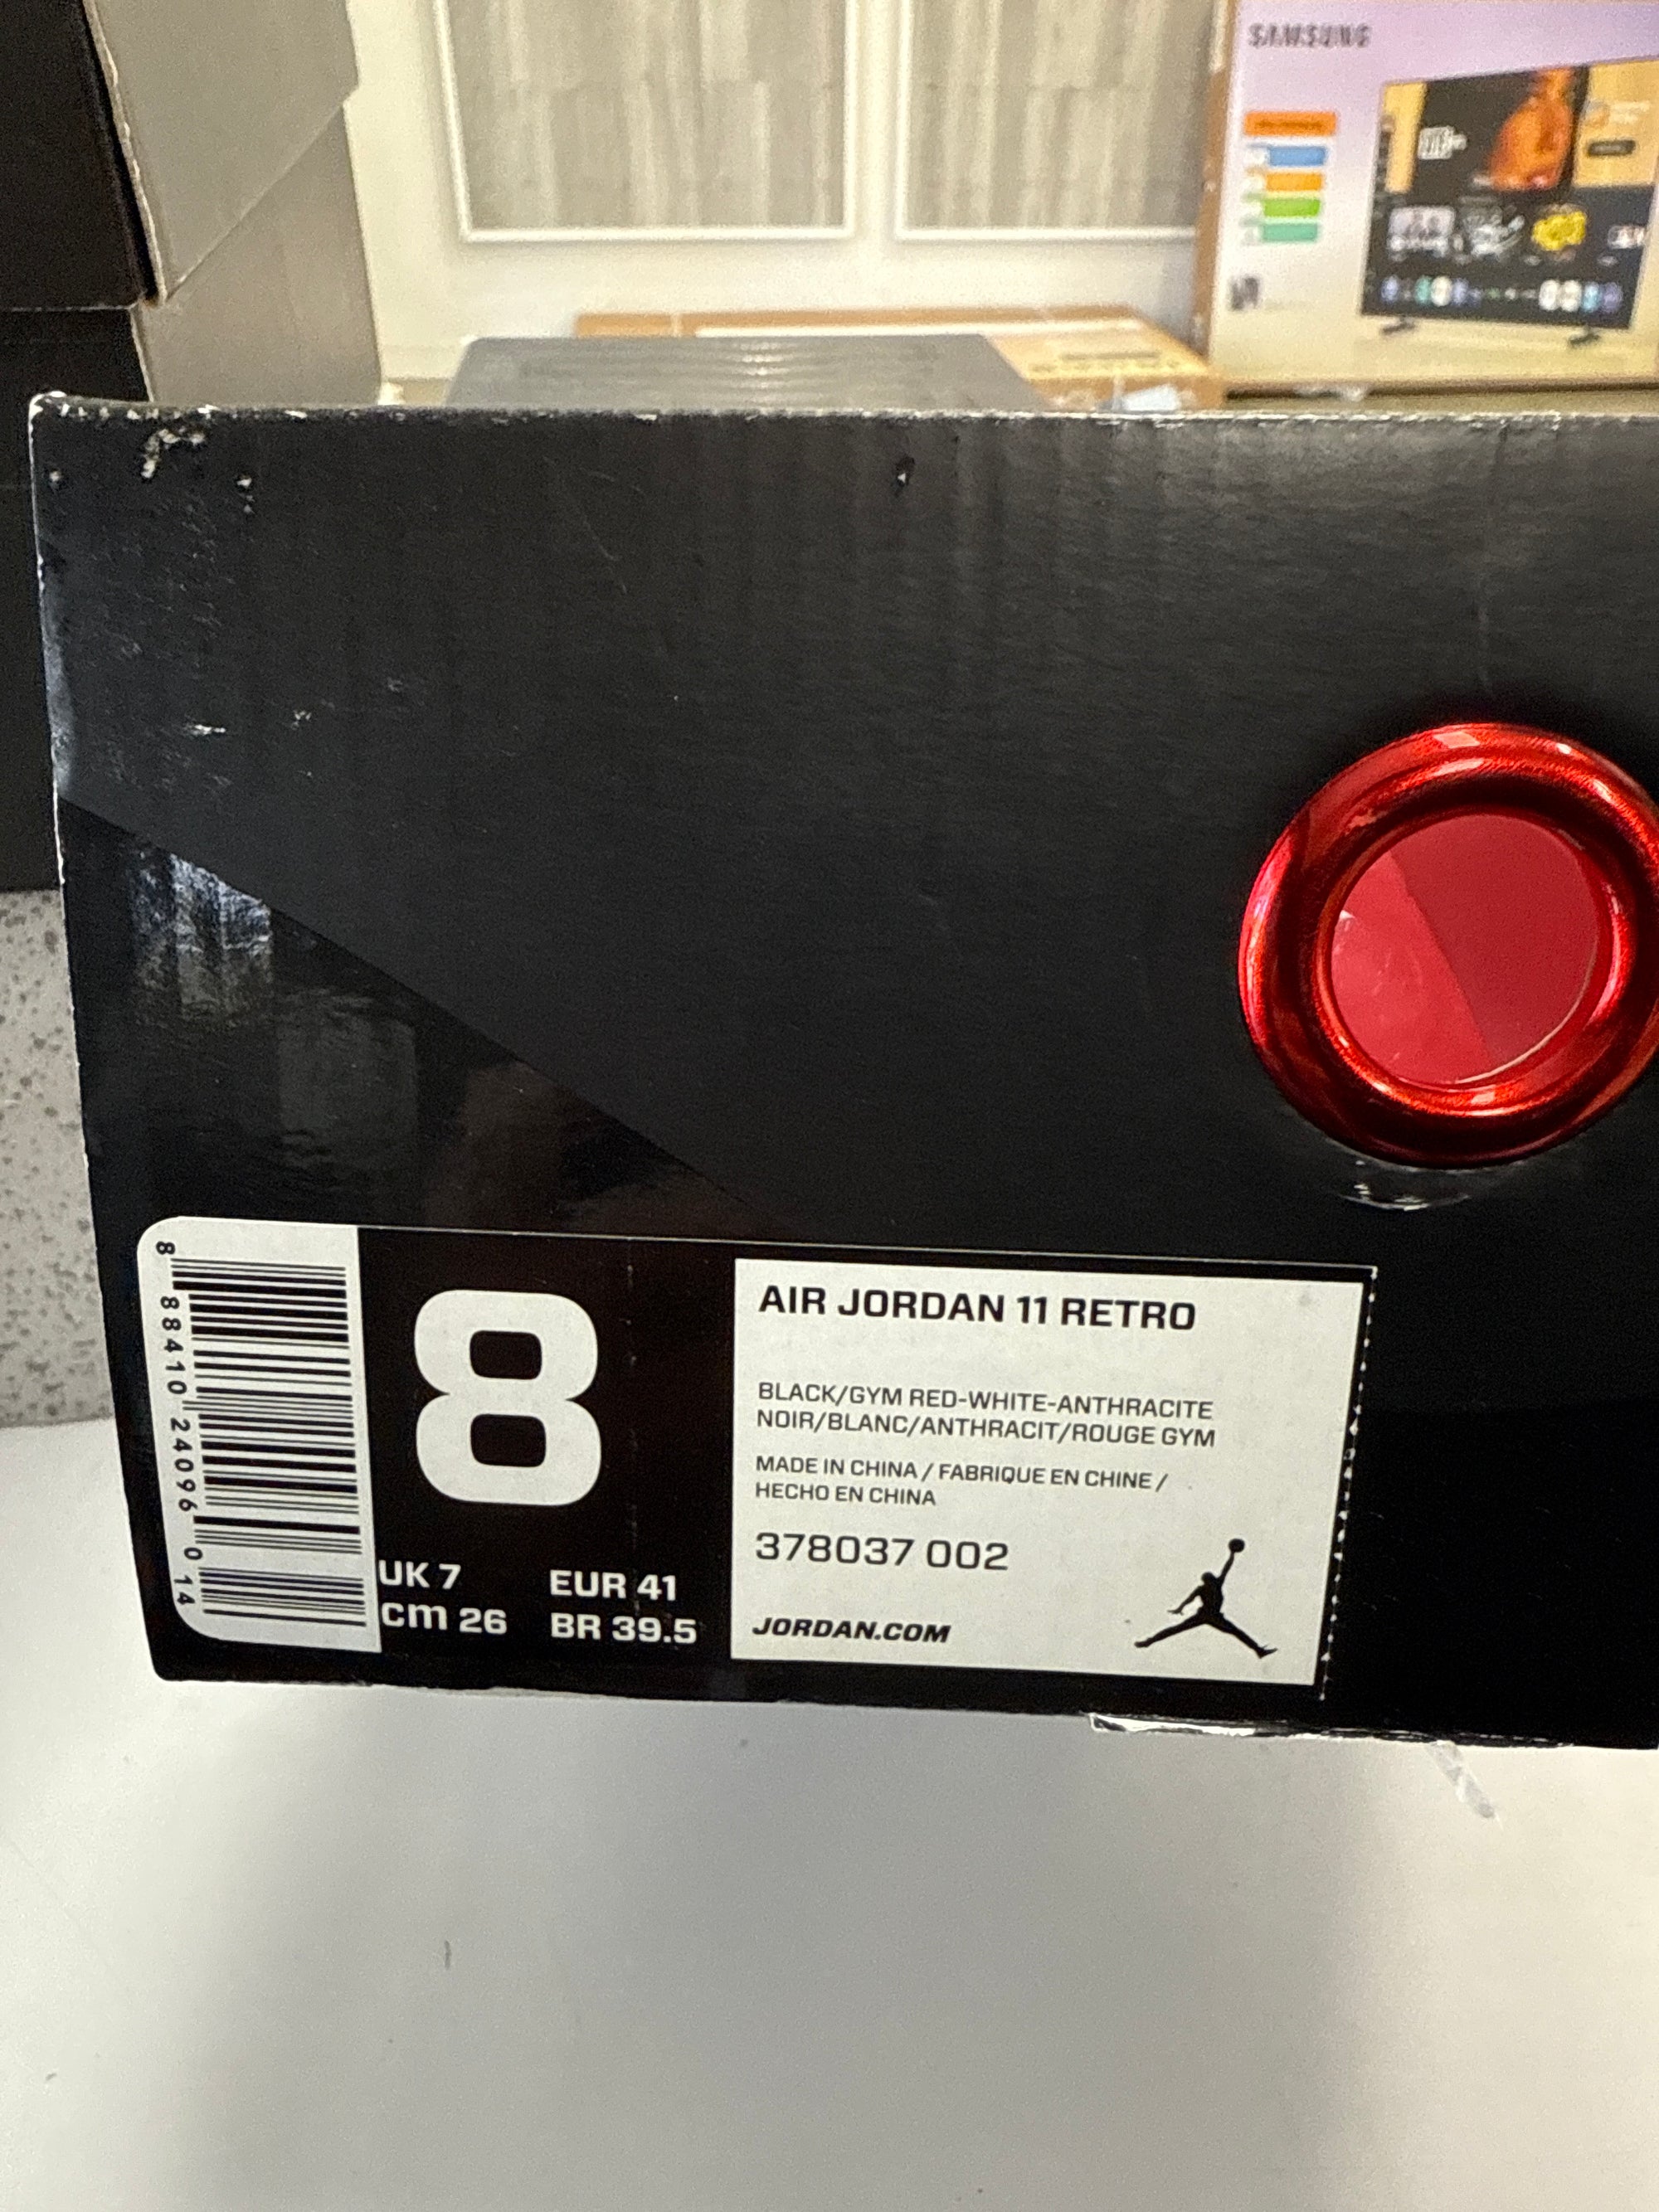 SAMSUNG
8 88410 24096 0 14
8
UK 7 EUR 41
cm 26 BR 39.5
AIR JORDAN 11 RETRO
BLACK/GYM RED-WHITE-ANTHRACITE
NOIR/BLANC/ANTHRACIT/ROUGE GYM
MADE IN CHINA / FABRIQUE EN CHINE /
HECHO EN CHINA
378037 002
JORDAN.COM